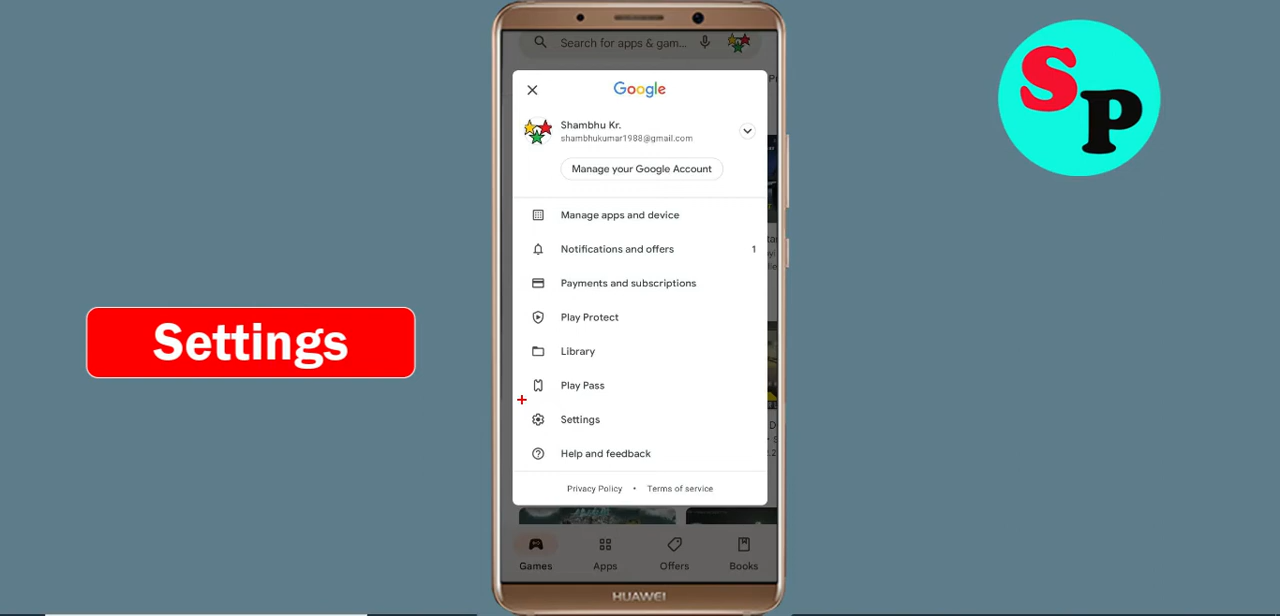 Search for apps & gam...
Google
Shambhu Kr.
shambhukumar1988@gmail.com
Manage your Google Account
Manage apps and device
Notifications and offers 1
Payments and subscriptions
Play Protect
Library
Play Pass
Settings
Help and feedback
Privacy Policy • Terms of service
Games Apps Offers Books
HUAWEI
Settings
SP